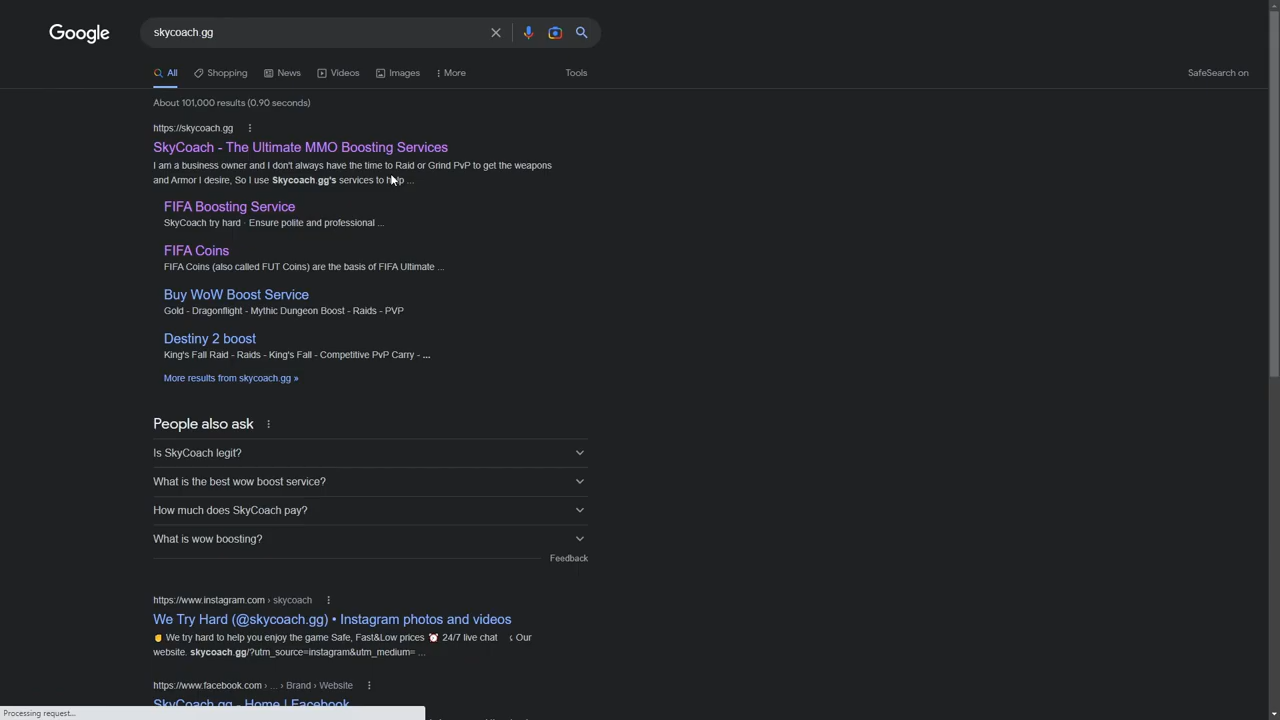 Google
skycoach.gg
All Shopping News Videos Images More Tools SafeSearch on
About 101,000 results (0.90 seconds)
https://skycoach.gg
SkyCoach - The Ultimate MMO Boosting Services
I am a business owner and I don't always have the time to Raid or Grind PvP to get the weapons
and Armor I desire, So I use Skycoach.gg's services to help ...
FIFA Boosting Service
SkyCoach try hard · Ensure polite and professional ...
FIFA Coins
FIFA Coins (also called FUT Coins) are the basis of FIFA Ultimate ...
Buy WoW Boost Service
Gold - Dragonflight - Mythic Dungeon Boost - Raids - PVP
Destiny 2 boost
King's Fall Raid - Raids - King's Fall - Competitive PvP Carry - ...
More results from skycoach.gg »
People also ask
Is SkyCoach legit?
What is the best wow boost service?
How much does SkyCoach pay?
What is wow boosting?
Feedback
https://www.instagram.com › skycoach
We Try Hard (@skycoach.gg) • Instagram photos and videos
✊ We try hard to help you enjoy the game Safe, Fast&Low prices ⏰ 24/7 live chat ⤹ Our
website. skycoach.gg/?utm_source=instagram&utm_medium= ...
https://www.facebook.com › ... › Brand › Website
SkyCoach.gg - Home | Facebook
Processing request...